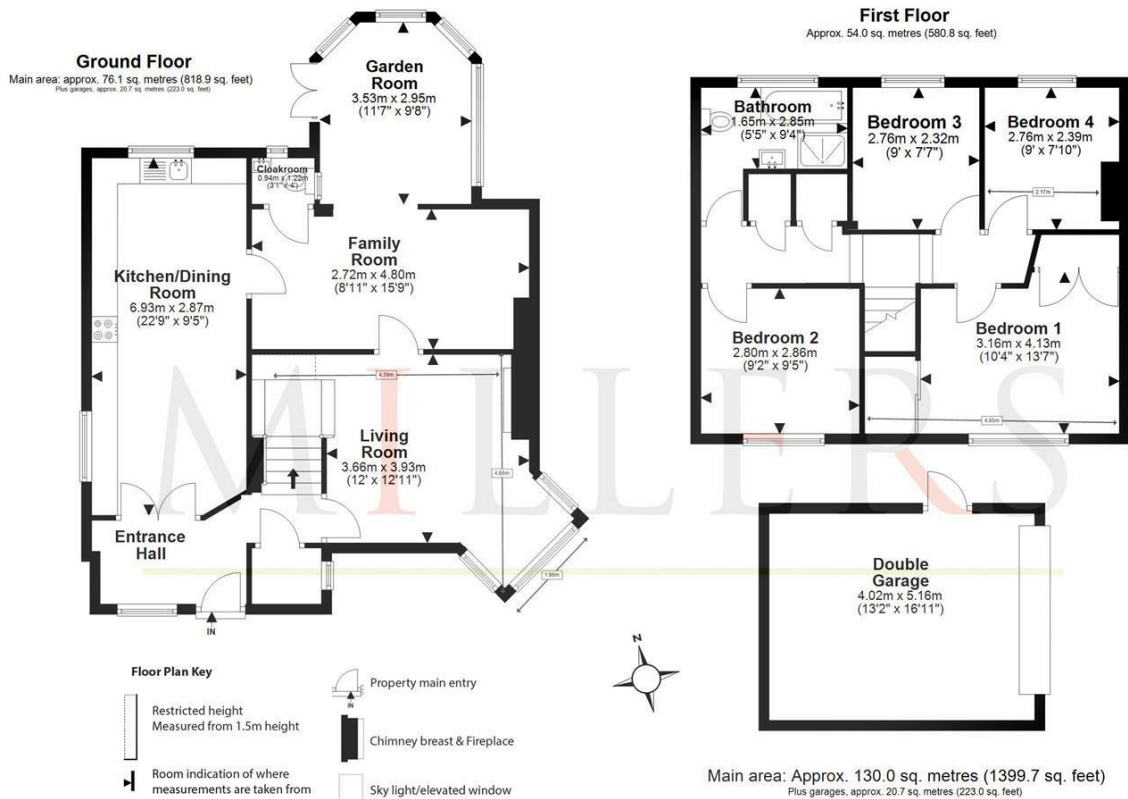 Ground Floor
Main area: approx. 76.1 sq. metres (818.9 sq. feet)
Plus garages, approx. 20.7 sq. metres (223.0 sq. feet)
Garden
Room
3.53m x 2.95m
(11'7" x 9'8")
Cloakroom
0.94m x 1.22m
(3'1" x 4')
Kitchen/Dining
Room
6.93m x 2.87m
(22'9" x 9'5")
Family
Room
2.72m x 4.80m
(8'11" x 15'9")
4.39m
Living
Room
3.66m x 3.93m
(12' x 12'11")
4.66m
Entrance
Hall
IN
First Floor
Approx. 54.0 sq. metres (580.8 sq. feet)
Bathroom
1.65m x 2.85m
(5'5" x 9'4")
Bedroom 3
2.76m x 2.32m
(9' x 7'7")
Bedroom 4
2.76m x 2.39m
(9' x 7'10")
2.17m
Bedroom 2
2.80m x 2.86m
(9'2" x 9'5")
Bedroom 1
3.16m x 4.13m
(10'4" x 13'7")
4.85m
MILLERS
Double
Garage
4.02m x 5.16m
(13'2" x 16'11")
N
Floor Plan Key
Restricted height
Measured from 1.5m height
Room indication of where
measurements are taken from
Property main entry
IN
Chimney breast & Fireplace
Sky light/elevated window
Main area: Approx. 130.0 sq. metres (1399.7 sq. feet)
Plus garages, approx. 20.7 sq. metres (223.0 sq. feet)